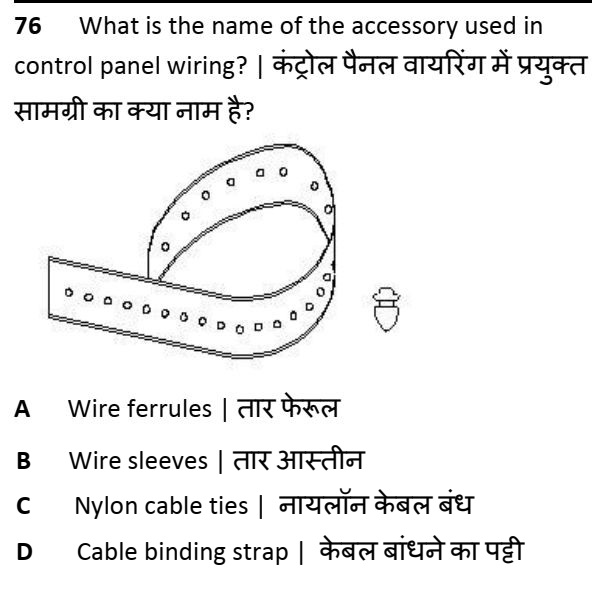 76 What is the name of the accessory used in
control panel wiring? | कंट्रोल पैनल वायरिंग में प्रयुक्त
सामग्री का क्या नाम है?
A Wire ferrules | तार फेरूल
B Wire sleeves | तार आस्तीन
C Nylon cable ties | नायलॉन केबल बंध
D Cable binding strap | केबल बांधने का पट्टी